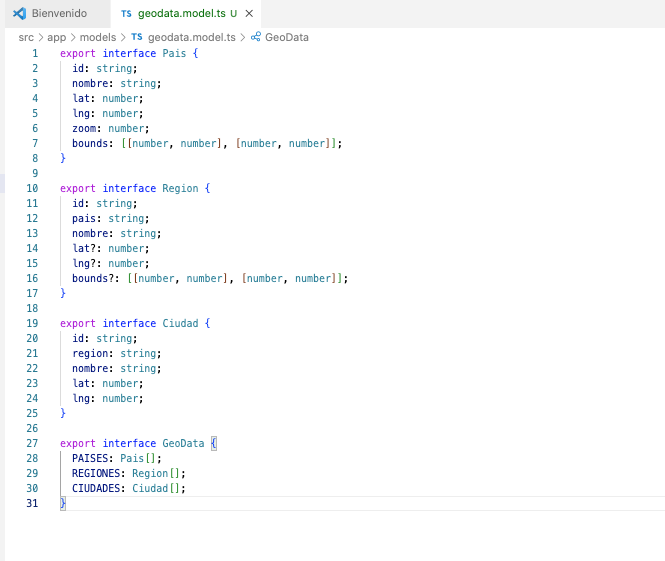 Bienvenido
TS geodata.model.ts U ×
src > app > models > TS geodata.model.ts > GeoData
1 export interface Pais {
2 id: string;
3 nombre: string;
4 lat: number;
5 lng: number;
6 zoom: number;
7 bounds: [[number, number], [number, number]];
8 }
9
10 export interface Region {
11 id: string;
12 pais: string;
13 nombre: string;
14 lat?: number;
15 lng?: number;
16 bounds?: [[number, number], [number, number]];
17 }
18
19 export interface Ciudad {
20 id: string;
21 region: string;
22 nombre: string;
23 lat: number;
24 lng: number;
25 }
26
27 export interface GeoData {
28 PAISES: Pais[];
29 REGIONES: Region[];
30 CIUDADES: Ciudad[];
31 }